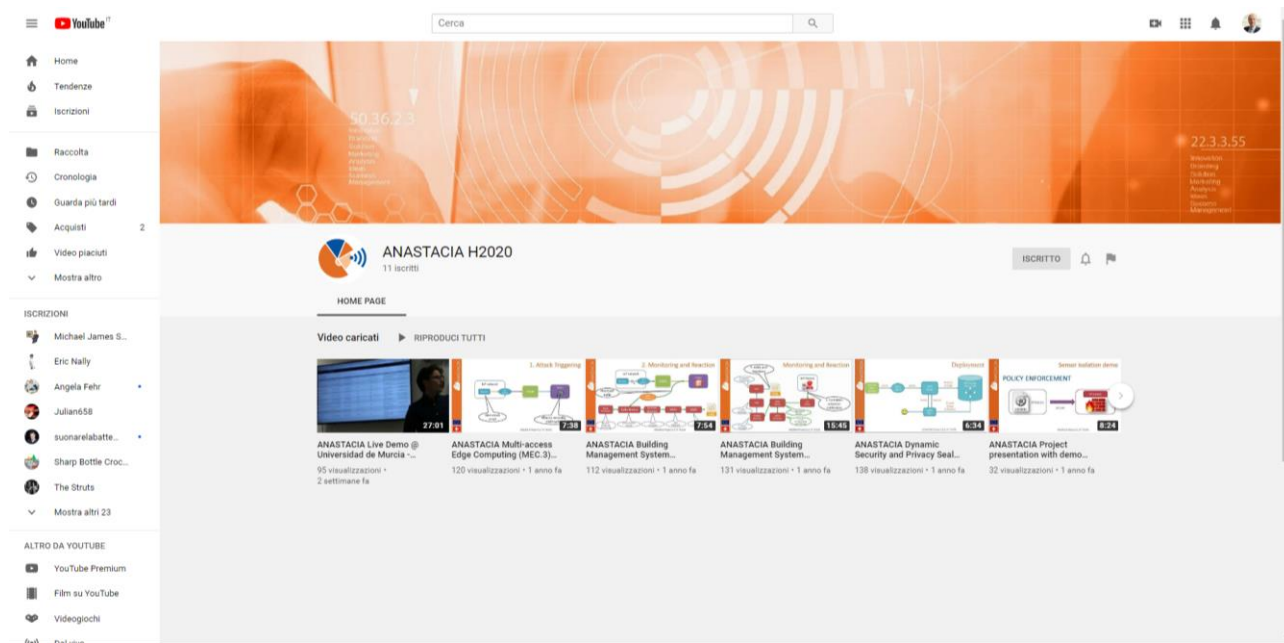 YouTube IT
Cerca
Home
Tendenze
Iscrizioni
Raccolta
Cronologia
Guarda più tardi
Acquisti 2
Video piaciuti
Mostra altro
ISCRIZIONI
Michael James S...
Eric Nally
Angela Fehr
Julian658
suonarelabatte...
Sharp Bottle Croc...
The Struts
Mostra altri 23
ALTRO DA YOUTUBE
YouTube Premium
Film su YouTube
Videogiochi
50.36.2.3
22.3.3.55
Innovation
Branding
Solution
Marketing
Analysis
Ideas
Success
Management
ANASTACIA H2020
11 iscritti
ISCRITTO
HOME PAGE
Video caricati RIPRODUCI TUTTI
27:01
ANASTACIA Live Demo @
Universidad de Murcia -...
95 visualizzazioni •
2 settimane fa
1. Attack Triggering
7:38
ANASTACIA Multi-access
Edge Computing (MEC.3)...
120 visualizzazioni • 1 anno fa
2. Monitoring and Reaction
7:54
ANASTACIA Building
Management System...
112 visualizzazioni • 1 anno fa
Monitoring and Reaction
15:45
ANASTACIA Building
Management System...
131 visualizzazioni • 1 anno fa
Deployment
6:34
ANASTACIA Dynamic
Security and Privacy Seal...
138 visualizzazioni • 1 anno fa
Sensor isolation demo
POLICY ENFORCEMENT
8:24
ANASTACIA Project
presentation with demo...
32 visualizzazioni • 1 anno fa